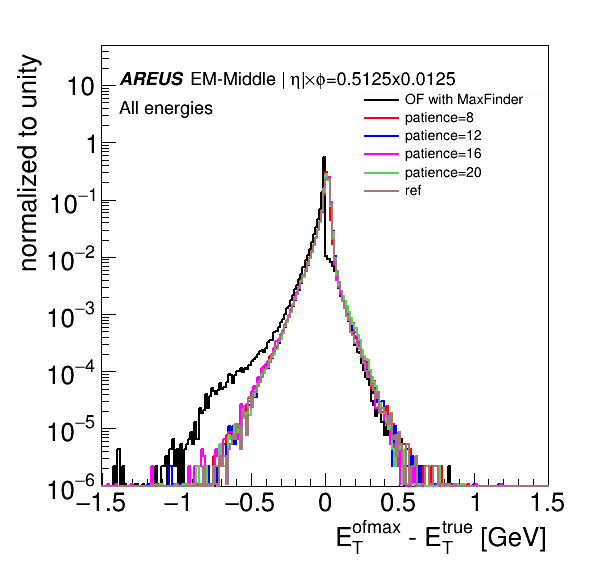 normalized to unity
AREUS EM-Middle | η|×ϕ=0.5125x0.0125
All energies
OF with MaxFinder
patience=8
patience=12
patience=16
patience=20
ref
10
1
10⁻¹
10⁻²
10⁻³
10⁻⁴
10⁻⁵
10⁻⁶
−1.5 −1 −0.5 0 0.5 1 1.5
E_T^ofmax - E_T^true [GeV]